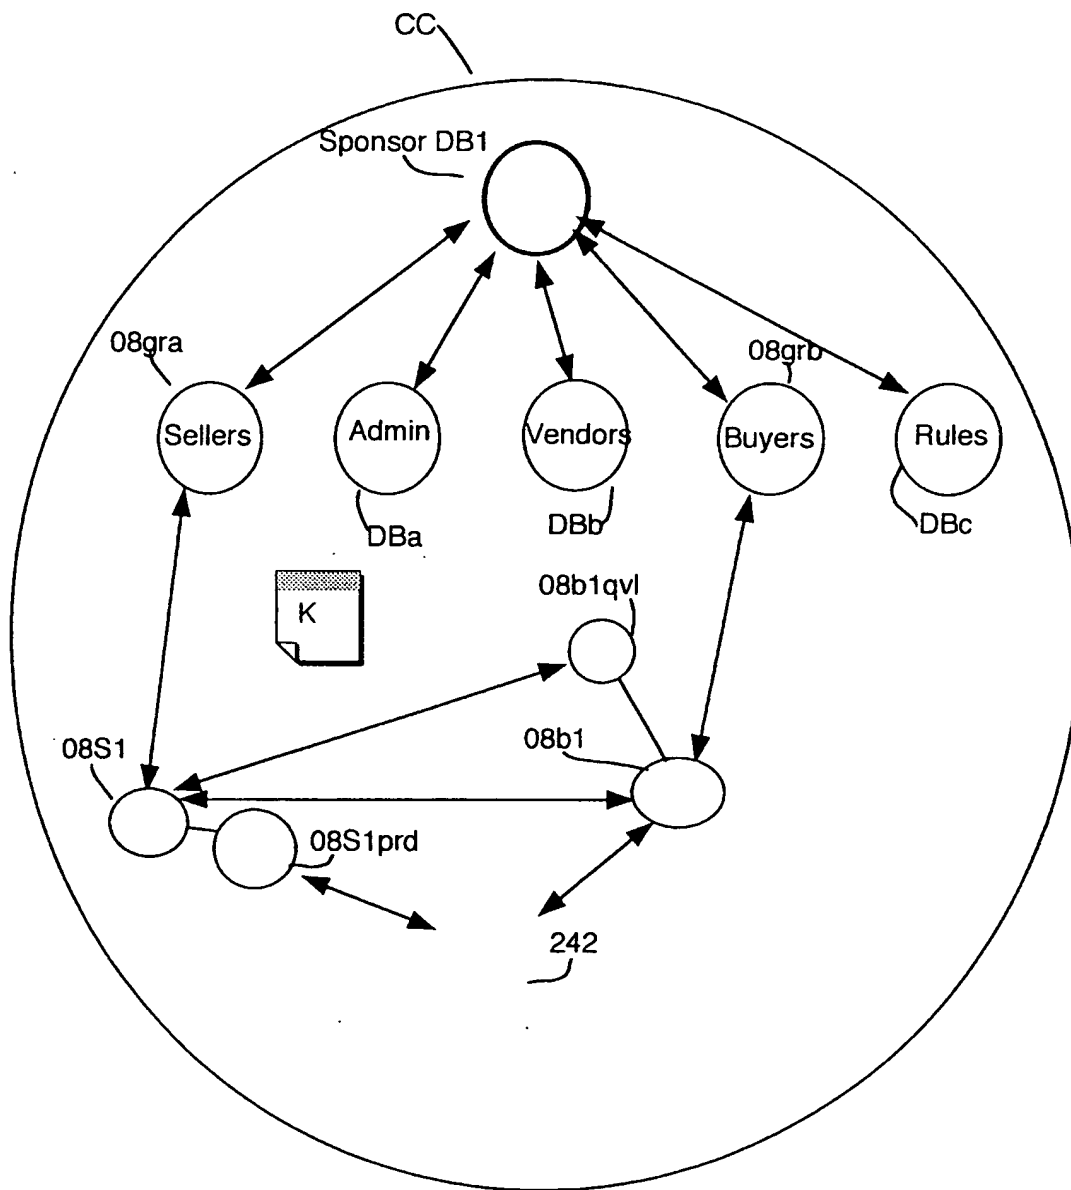 CC
Sponsor DB1
08gra
08grb
Sellers
Admin
Vendors
Buyers
Rules
DBa
DBb
DBc
K
08b1qvl
08S1
08b1
08S1prd
242